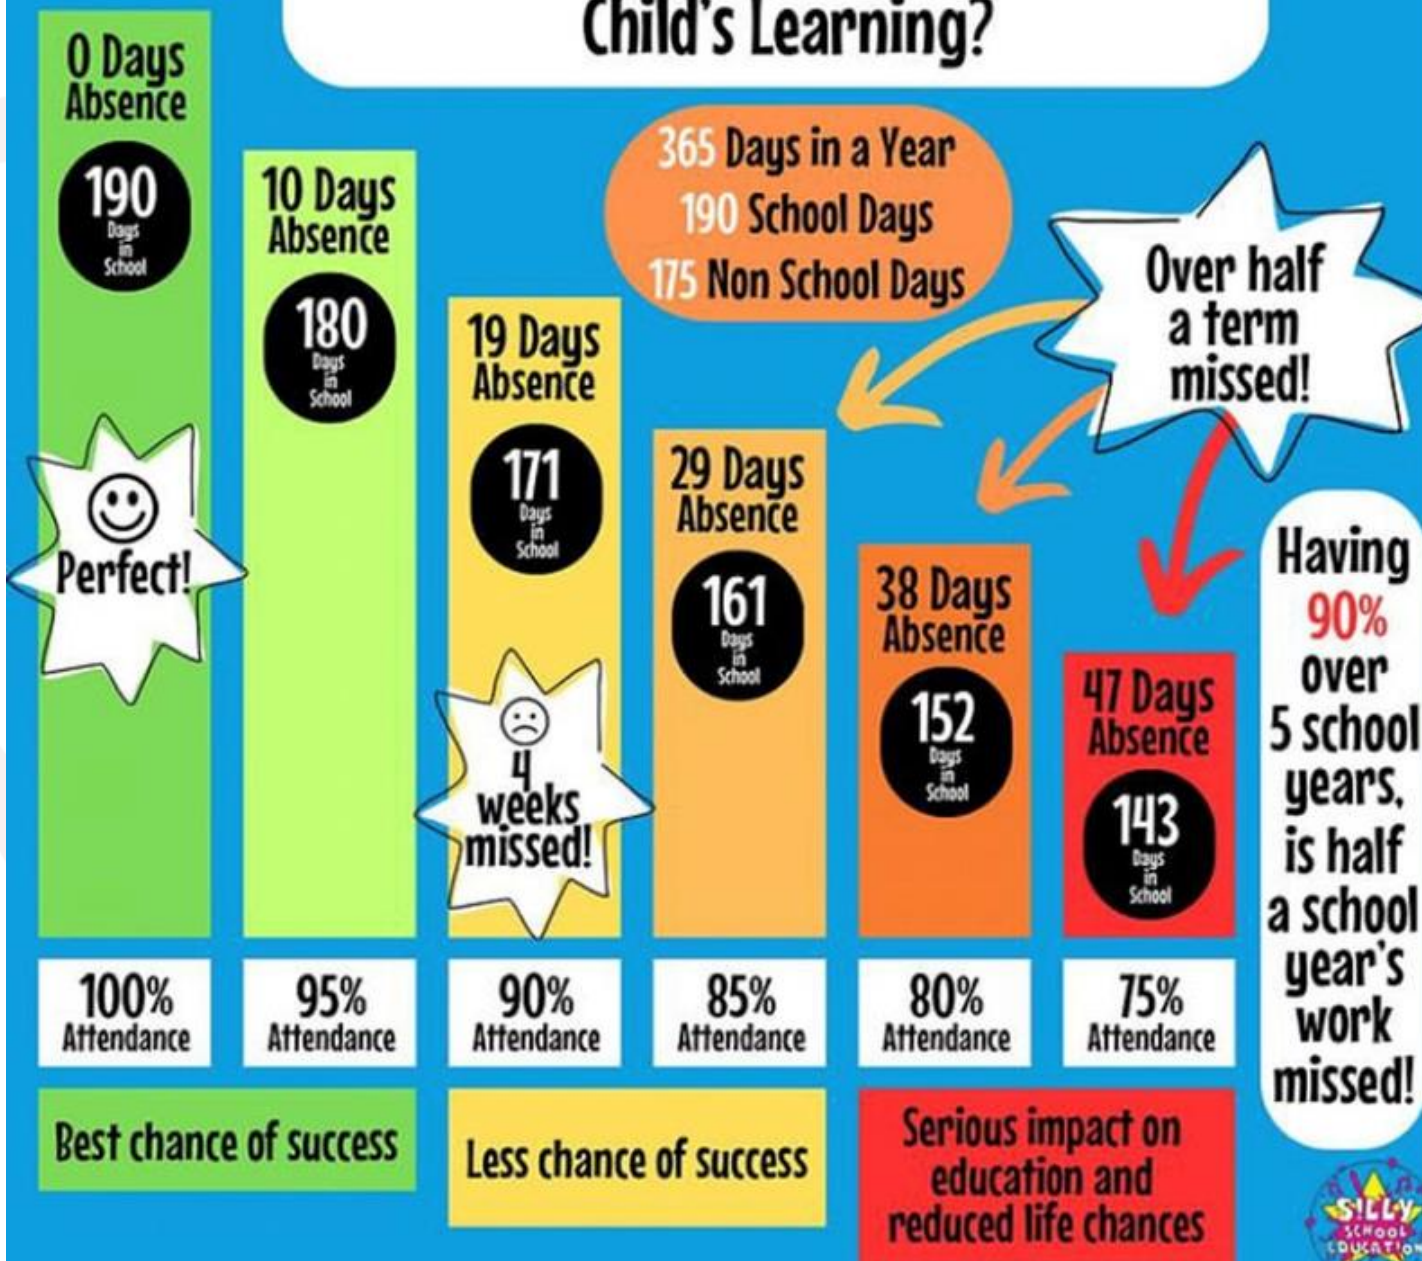 Child's Learning?
0 Days
Absence
190
Days
in
School
Perfect!
10 Days
Absence
180
Days
in
School
365 Days in a Year
190 School Days
175 Non School Days
19 Days
Absence
171
Days
in
School
4
weeks
missed!
Over half
a term
missed!
29 Days
Absence
161
Days
in
School
38 Days
Absence
152
Days
in
School
47 Days
Absence
143
Days
in
School
Having
90%
over
5 school
years,
is half
a school
year's
work
missed!
100%
Attendance
95%
Attendance
90%
Attendance
85%
Attendance
80%
Attendance
75%
Attendance
Best chance of success
Less chance of success
Serious impact on
education and
reduced life chances
SILLY
SCHOOL
EDUCATION